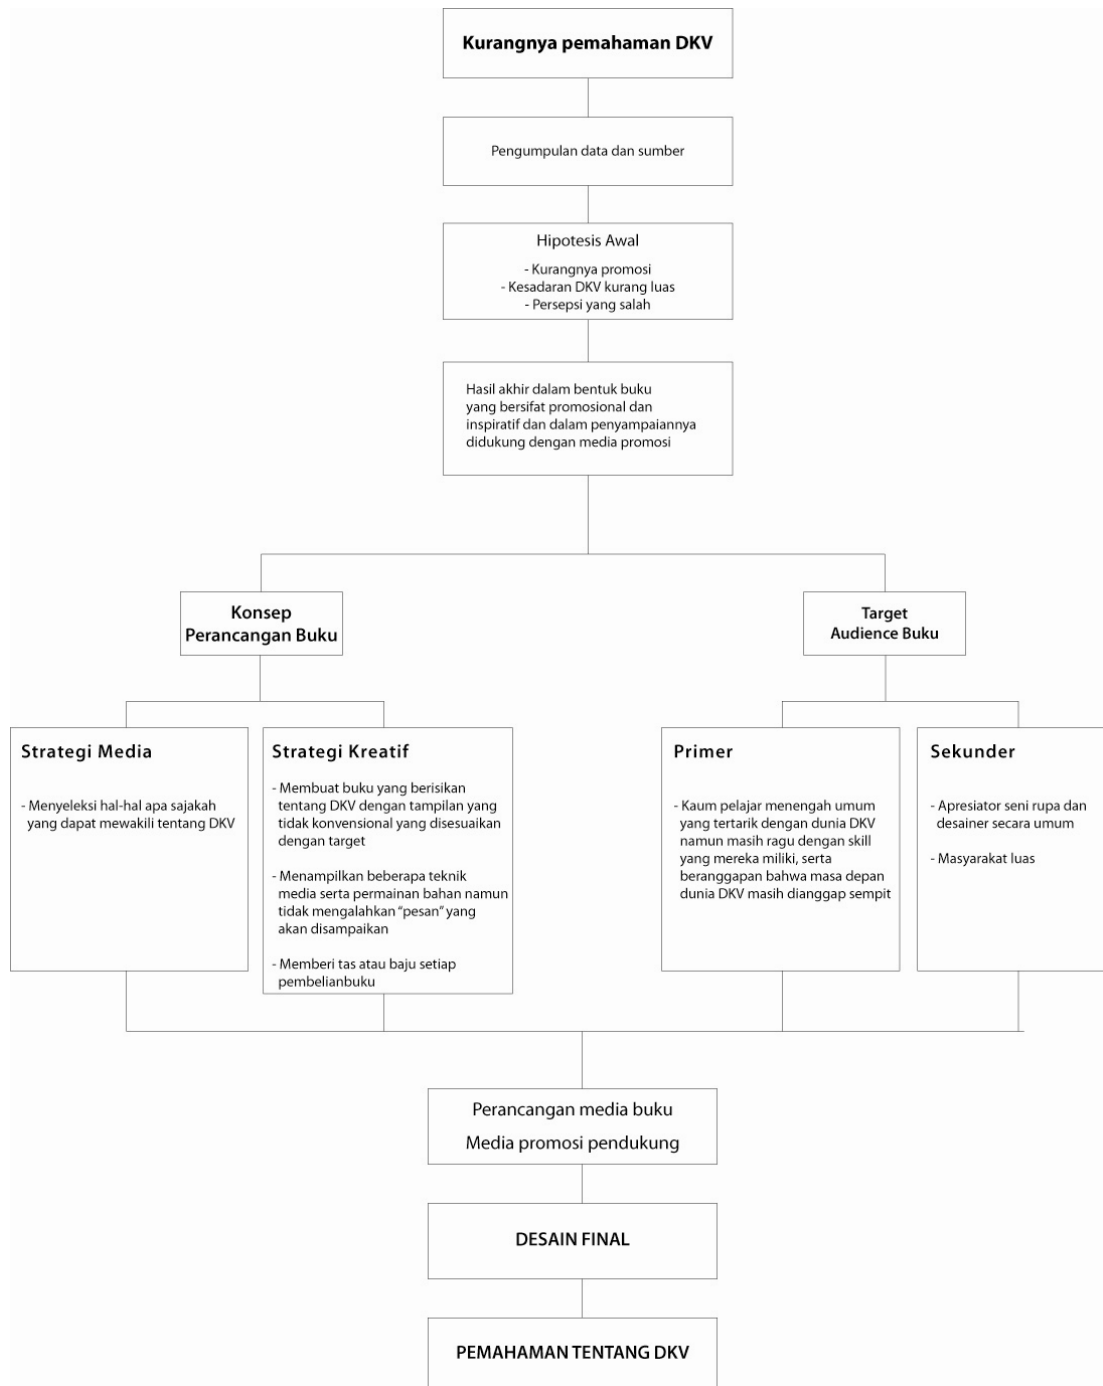 Kurangnya pemahaman DKV
Pengumpulan data dan sumber
Hipotesis Awal
- Kurangnya promosi
- Kesadaran DKV kurang luas
- Persepsi yang salah
Hasil akhir dalam bentuk buku
yang bersifat promosional dan
inspiratif dan dalam penyampaiannya
didukung dengan media promosi
Konsep
Perancangan Buku
Target
Audience Buku
Strategi Media
- Menyeleksi hal-hal apa sajakah
yang dapat mewakili tentang DKV
Strategi Kreatif
- Membuat buku yang berisikan
tentang DKV dengan tampilan yang
tidak konvensional yang disesuaikan
dengan target
- Menampilkan beberapa teknik
media serta permainan bahan namun
tidak mengalahkan “pesan” yang
akan disampaikan
- Memberi tas atau baju setiap
pembelianbuku
Primer
- Kaum pelajar menengah umum
yang tertarik dengan dunia DKV
namun masih ragu dengan skill
yang mereka miliki, serta
beranggapan bahwa masa depan
dunia DKV masih dianggap sempit
Sekunder
- Apresiator seni rupa dan
desainer secara umum
- Masyarakat luas
Perancangan media buku
Media promosi pendukung
DESAIN FINAL
PEMAHAMAN TENTANG DKV